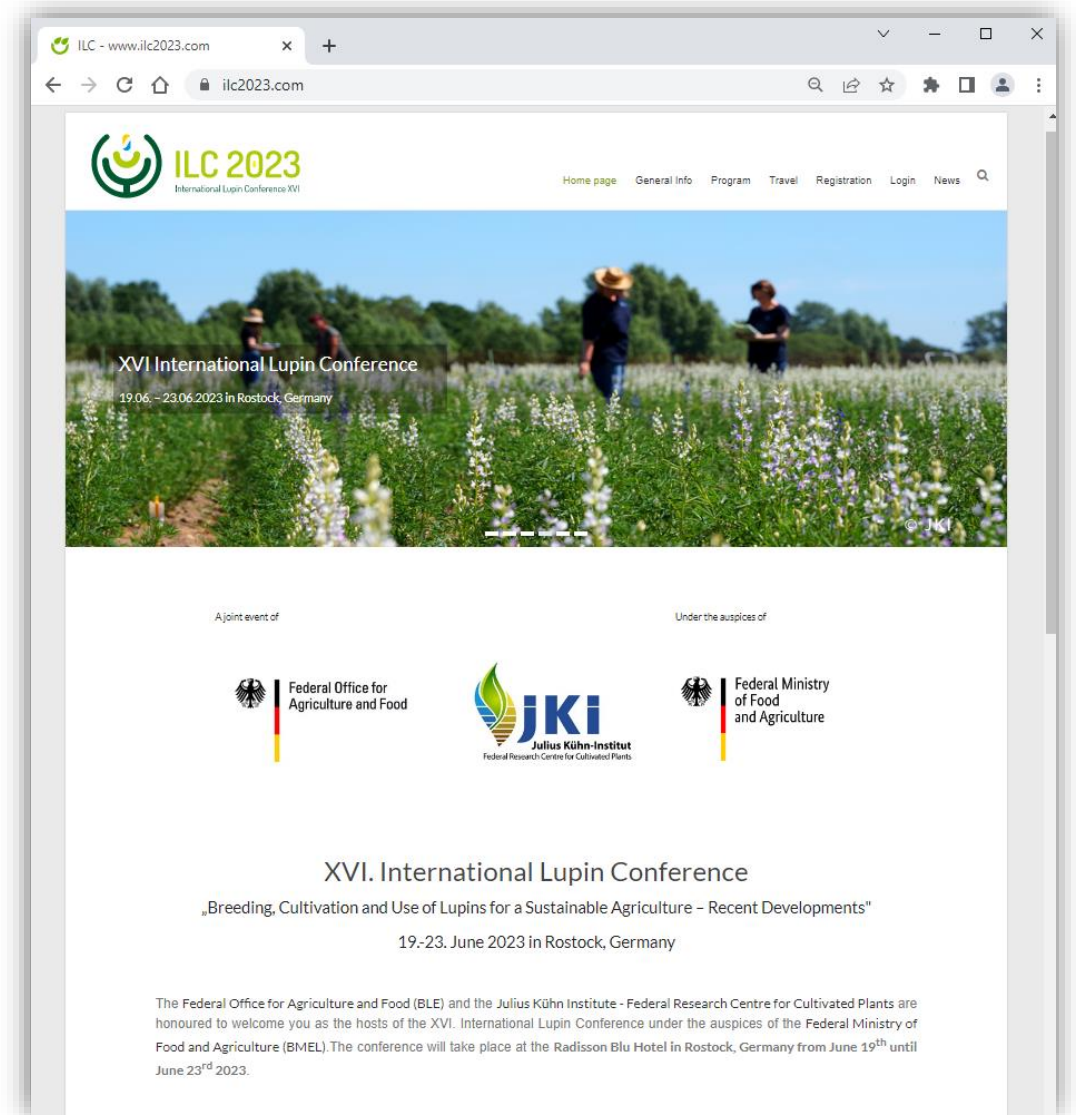 ILC - www.ilc2023.com
ilc2023.com
ILC 2023
International Lupin Conference XVI
Home page General Info Program Travel Registration Login News
XVI International Lupin Conference
19.06. – 23.06.2023 in Rostock, Germany
© JKI
A joint event of
Under the auspices of
Federal Office for
Agriculture and Food
JKI
Julius Kühn-Institut
Federal Research Centre for Cultivated Plants
Federal Ministry
of Food
and Agriculture
XVI. International Lupin Conference
„Breeding, Cultivation and Use of Lupins for a Sustainable Agriculture – Recent Developments"
19.-23. June 2023 in Rostock, Germany
The Federal Office for Agriculture and Food (BLE) and the Julius Kühn Institute - Federal Research Centre for Cultivated Plants are
honoured to welcome you as the hosts of the XVI. International Lupin Conference under the auspices of the Federal Ministry of
Food and Agriculture (BMEL).The conference will take place at the Radisson Blu Hotel in Rostock, Germany from June 19th until
June 23rd 2023.